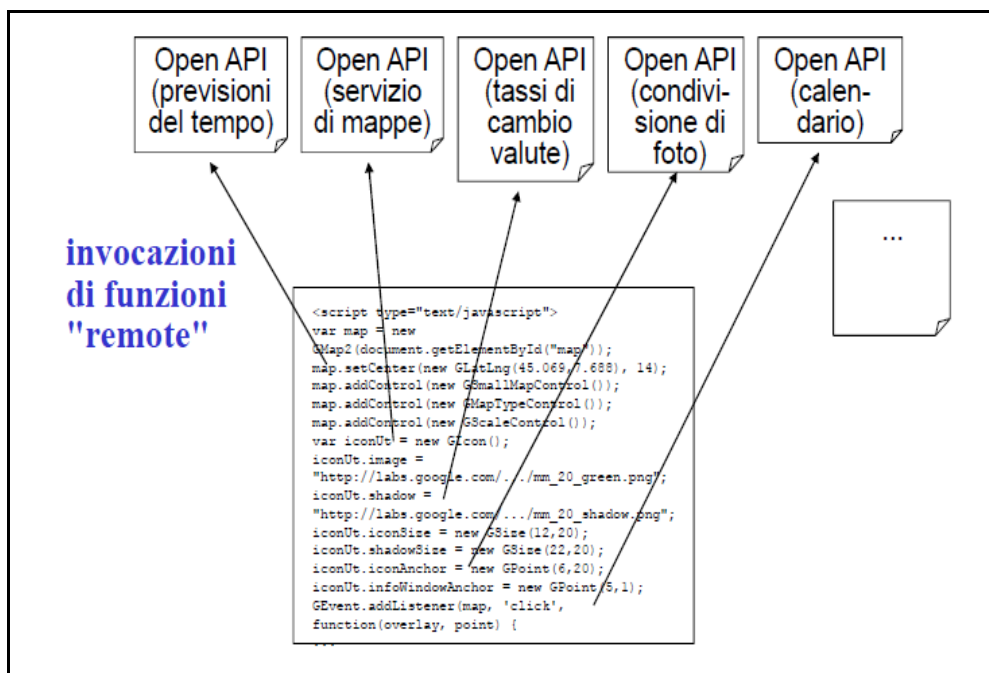 Open API
(previsioni
del tempo)
Open API
(servizio
di mappe)
Open API
(tassi di
cambio
valute)
Open API
(condivi-
sione di
foto)
Open API
(calen-
dario)
...
invocazioni
di funzioni
"remote"
<script type="text/javascript">
var map = new
GMap2(document.getElementById("map"));
map.setCenter(new GLatLng(45.069,7.688), 14);
map.addControl(new GSmallMapControl());
map.addControl(new GMapTypeControl());
map.addControl(new GScaleControl());
var iconUt = new GIcon();
iconUt.image =
"http://labs.google.com/.../mm_20_green.png";
iconUt.shadow =
"http://labs.google.com/.../mm_20_shadow.png";
iconUt.iconSize = new GSize(12,20);
iconUt.shadowSize = new GSize(22,20);
iconUt.iconAnchor = new GPoint(6,20);
iconUt.infoWindowAnchor = new GPoint(5,1);
GEvent.addListener(map, 'click',
function(overlay, point) {
...